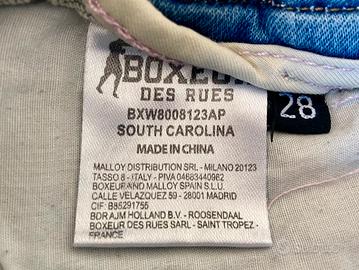 BOXEUR
DES RUES
BXW8008123AP
SOUTH CAROLINA
MADE IN CHINA
28
MALLOY DISTRIBUTION SRL - MILANO 20123
TASSO 8 - ITALY - PIVA 04683440962
BOXEUR AND MALLOY SPAIN S.L.U.
CALLE VELAZQUEZ 59 - 28001 MADRID
CIF: B85291755
BDR AJM HOLLAND B.V. - ROOSENDAAL
BOXEUR DES RUES SARL - SAINT TROPEZ -
FRANCE